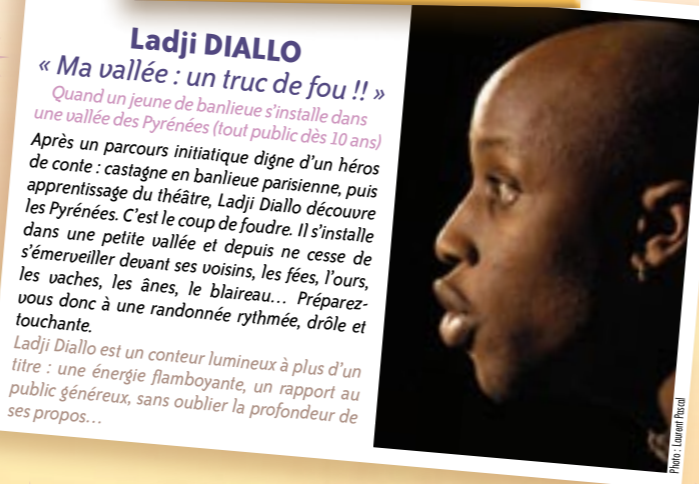 Ladji DIALLO
« Ma vallée : un truc de fou !! »
Quand un jeune de banlieue s'installe dans
une vallée des Pyrénées (tout public dès 10 ans)
Après un parcours initiatique digne d'un héros
de conte : castagne en banlieue parisienne, puis
apprentissage du théâtre, Ladji Diallo découvre
les Pyrénées. C'est le coup de foudre. Il s'installe
dans une petite vallée et depuis ne cesse de
s'émerveiller devant ses voisins, les fées, l'ours,
les vaches, les ânes, le blaireau… Préparez-
vous donc à une randonnée rythmée, drôle et
touchante.
Ladji Diallo est un conteur lumineux à plus d'un
titre : une énergie flamboyante, un rapport au
public généreux, sans oublier la profondeur de
ses propos…
Photo : Laurent Pascal